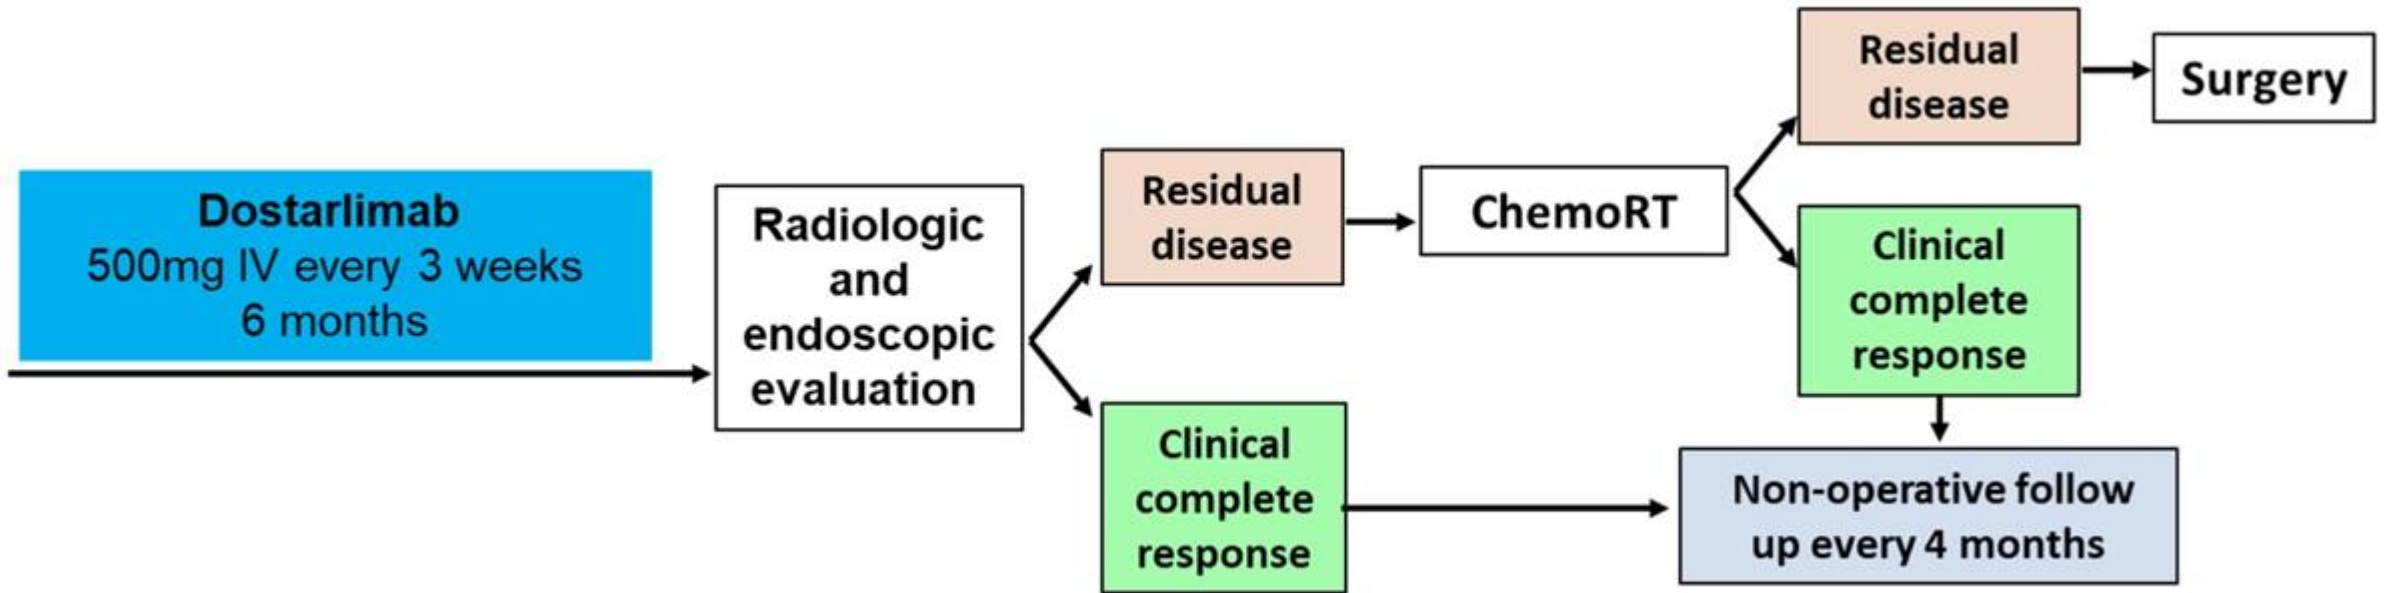 Dostarlimab
500mg IV every 3 weeks
6 months
Radiologic
and
endoscopic
evaluation
Residual
disease
ChemoRT
Residual
disease
Surgery
Clinical
complete
response
Clinical
complete
response
Non-operative follow
up every 4 months